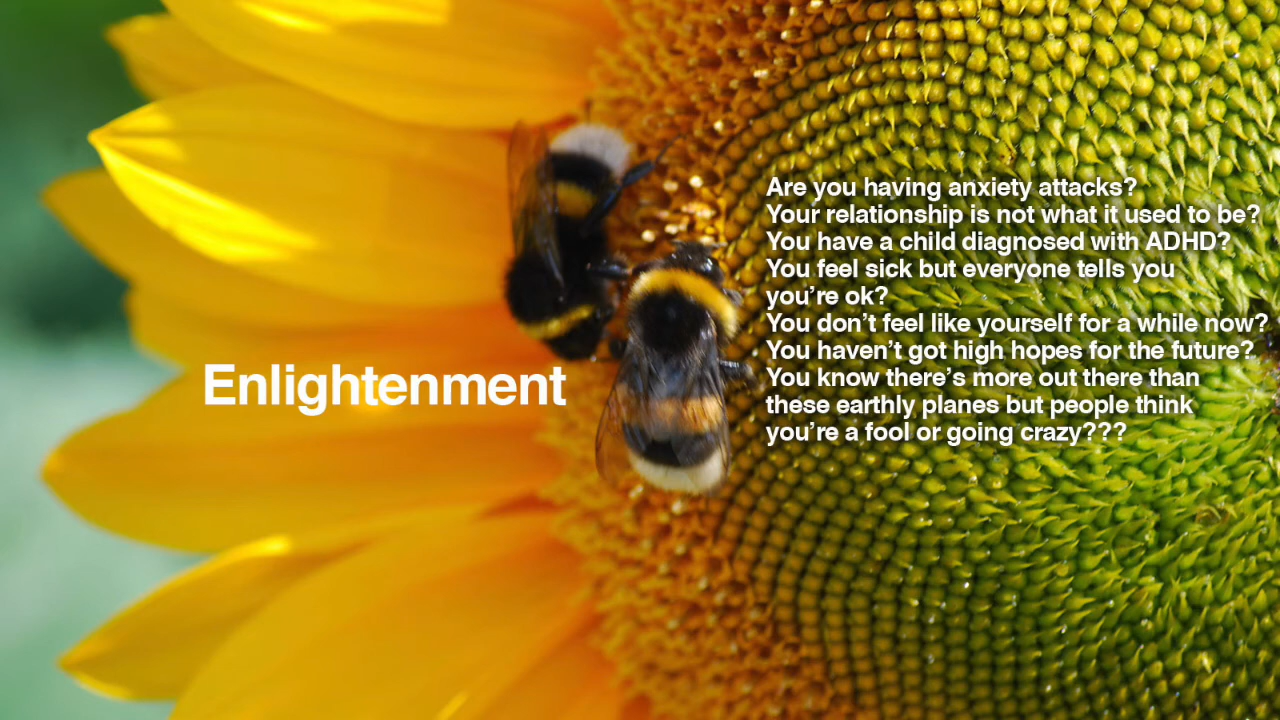 Enlightenment
Are you having anxiety attacks?
Your relationship is not what it used to be?
You have a child diagnosed with ADHD?
You feel sick but everyone tells you
you’re ok?
You don’t feel like yourself for a while now?
You haven’t got high hopes for the future?
You know there’s more out there than
these earthly planes but people think
you’re a fool or going crazy???